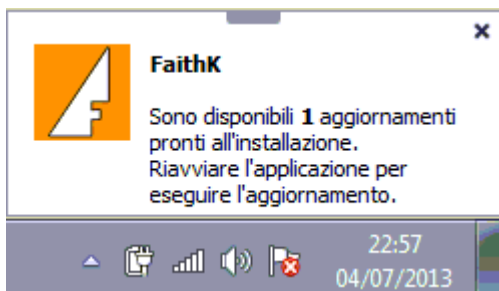 FaithK
Sono disponibili 1 aggiornamenti
pronti all'installazione.
Riavviare l'applicazione per
eseguire l'aggiornamento.
22:57
04/07/2013